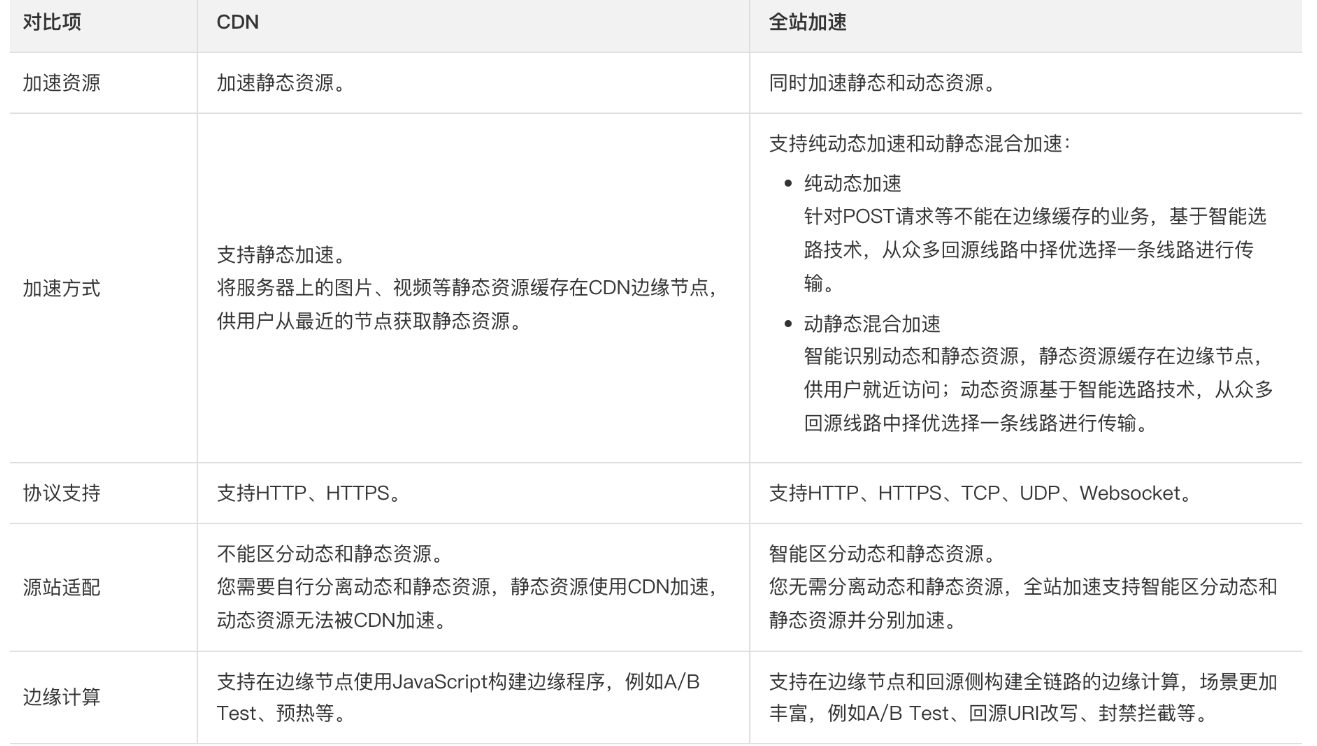 对比项
CDN
全站加速
加速资源
加速静态资源。
同时加速静态和动态资源。
加速方式
支持静态加速。
将服务器上的图片、视频等静态资源缓存在CDN边缘节点，
供用户从最近的节点获取静态资源。
支持纯动态加速和动静态混合加速：
• 纯动态加速
针对POST请求等不能在边缘缓存的业务，基于智能选
路技术，从众多回源线路中择优选择一条线路进行传
输。
• 动静态混合加速
智能识别动态和静态资源，静态资源缓存在边缘节点，
供用户就近访问；动态资源基于智能选路技术，从众多
回源线路中择优选择一条线路进行传输。
协议支持
支持HTTP、HTTPS。
支持HTTP、HTTPS、TCP、UDP、Websocket。
源站适配
不能区分动态和静态资源。
您需要自行分离动态和静态资源，静态资源使用CDN加速，
动态资源无法被CDN加速。
智能区分动态和静态资源。
您无需分离动态和静态资源，全站加速支持智能区分动态和
静态资源并分别加速。
边缘计算
支持在边缘节点使用JavaScript构建边缘程序，例如A/B
Test、预热等。
支持在边缘节点和回源侧构建全链路的边缘计算，场景更加
丰富，例如A/B Test、回源URI改写、封禁拦截等。